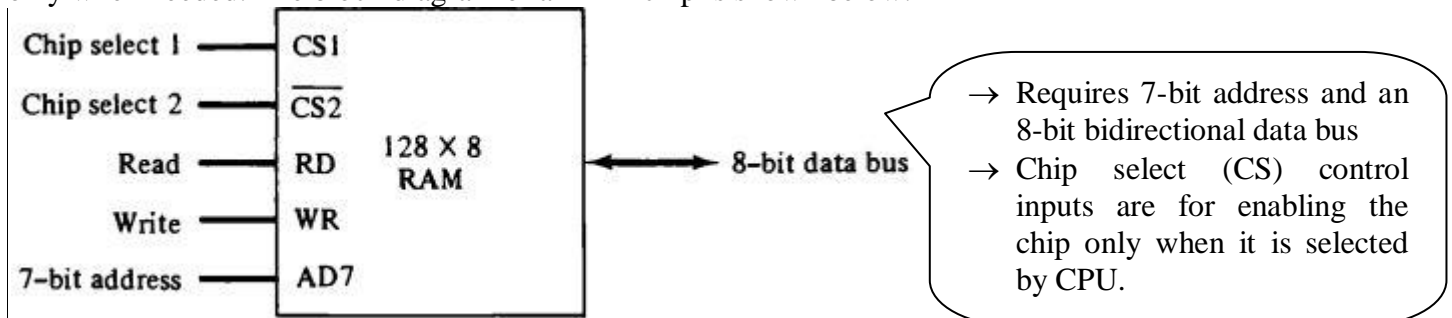 Chip select 1 CS1
Chip select 2 C̅S̅2̅
Read RD 128 × 8
RAM 8-bit data bus
Write WR
7-bit address AD7
→ Requires 7-bit address and an
8-bit bidirectional data bus
→ Chip select (CS) control
inputs are for enabling the
chip only when it is selected
by CPU.